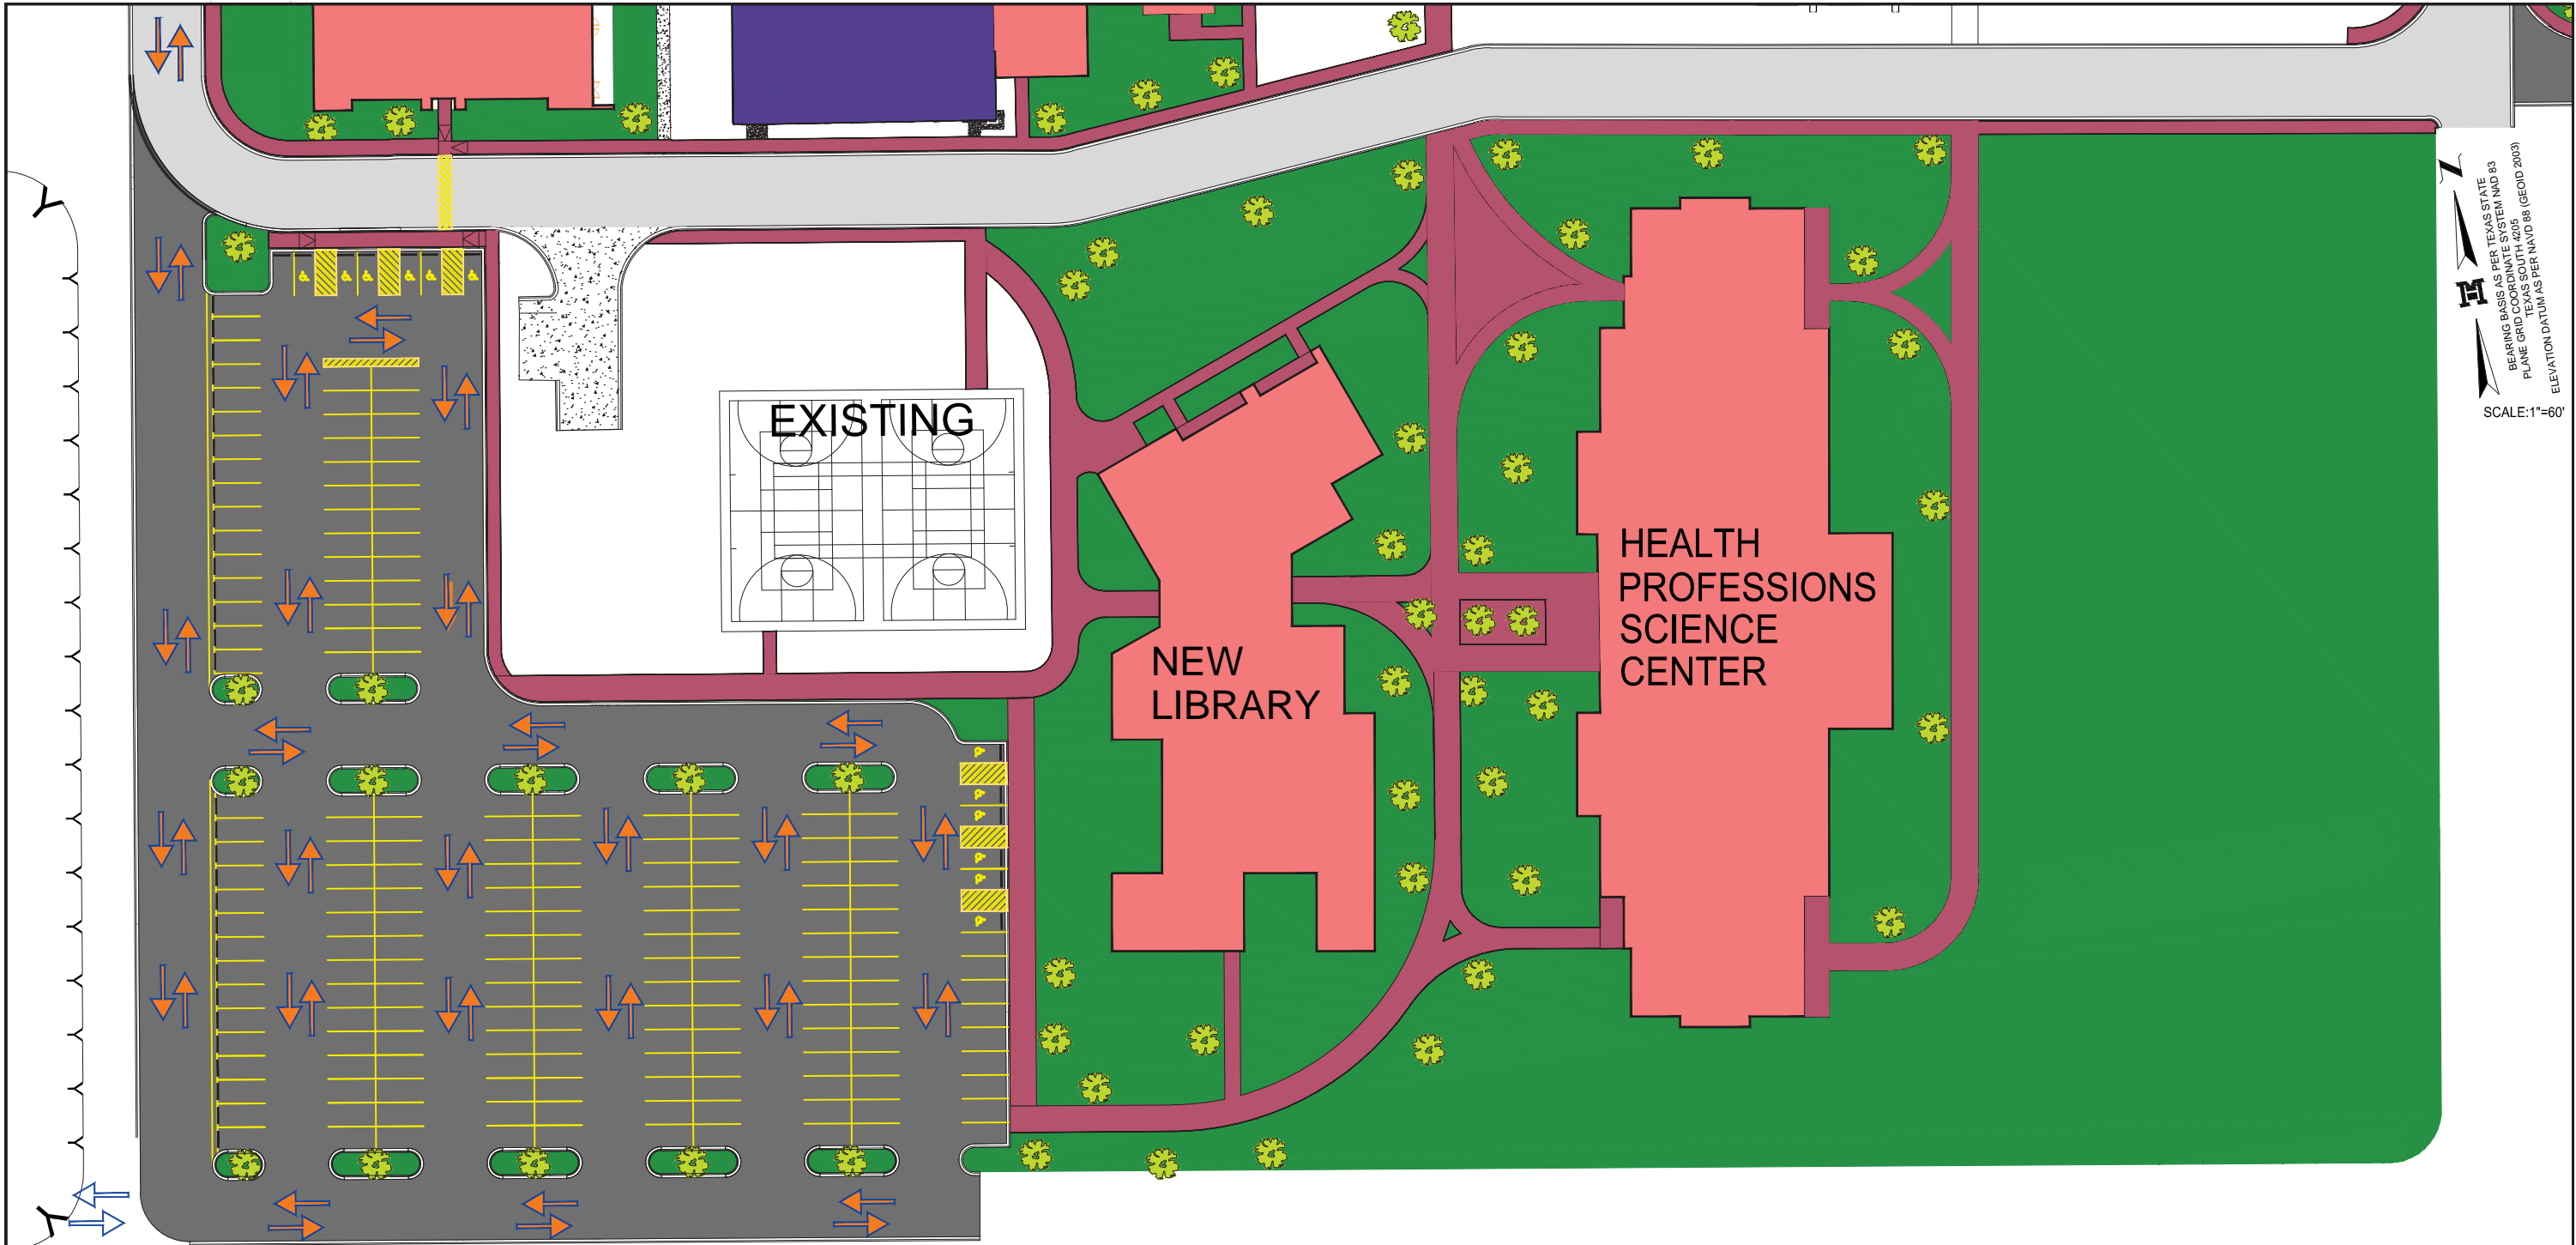 EXISTING
NEW
LIBRARY
HEALTH
PROFESSIONS
SCIENCE
CENTER
BEARING BASIS AS PER TEXAS STATE
PLANE GRID COORDINATE SYSTEM NAD 83
TEXAS SOUTH 4205
ELEVATION DATUM AS PER NAVD 88 (GEOID 2003)
SCALE:1"=60'